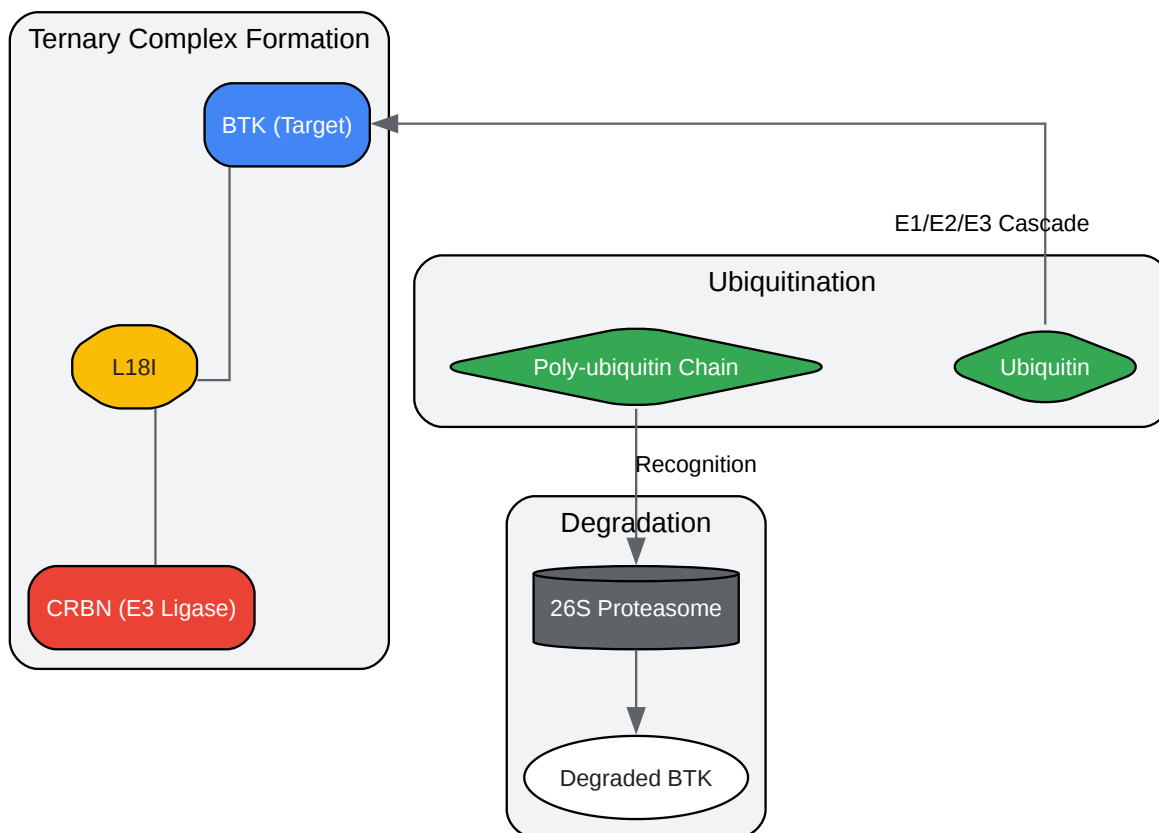 Ternary Complex Formation
BTK (Target)
E1/E2/E3 Cascade
Ubiquitination
L18I
Poly-ubiquitin Chain
Ubiquitin
Recognition
Degradation
CRBN (E3 Ligase)
26S Proteasome
Degraded BTK